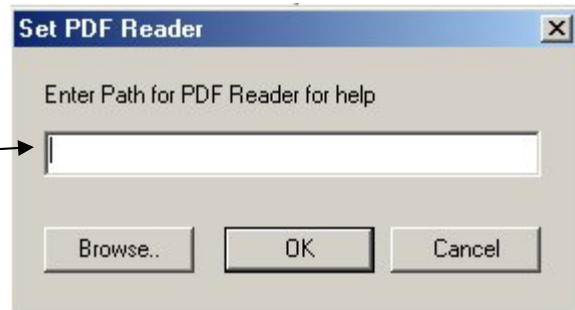 Set PDF Reader
Enter Path for PDF Reader for help
Browse.. OK Cancel